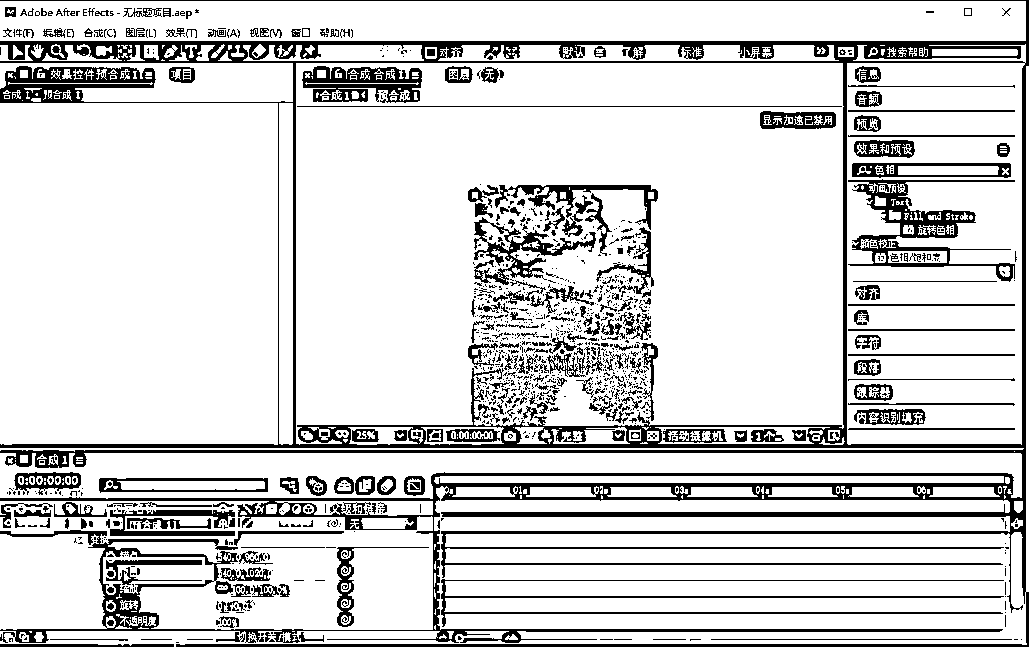 Adobe After Effects - 无标题项目.aep *
文件(F) 编辑(E) 合成(C) 图层(L) 效果(T) 动画(A) 视图(V) 窗口 帮助(H)
对齐 默认 了解 标准 小屏幕 搜索帮助
效果控件 预合成 1 项目
合成 1 · 预合成 1
合成 合成 1 图层 (无)
合成 1 预合成 1
显示加速已禁用
信息
音频
预览
效果和预设
色相
动画预设
Text
Fill and Stroke
旋转色相
颜色校正
色相/饱和度
对齐
库
字符
段落
跟踪器
内容识别填充
25% 0:00:00:00 完整 活动摄像机 1个
合成 1
0:00:00:00
01s 02s 03s 04s 05s 06s 07s
图层名称 父级和链接
[预合成 1] 无
变换
锚点 540.0,960.0
位置
缩放 100.0,100.0%
旋转
不透明度 100%
切换开关/模式